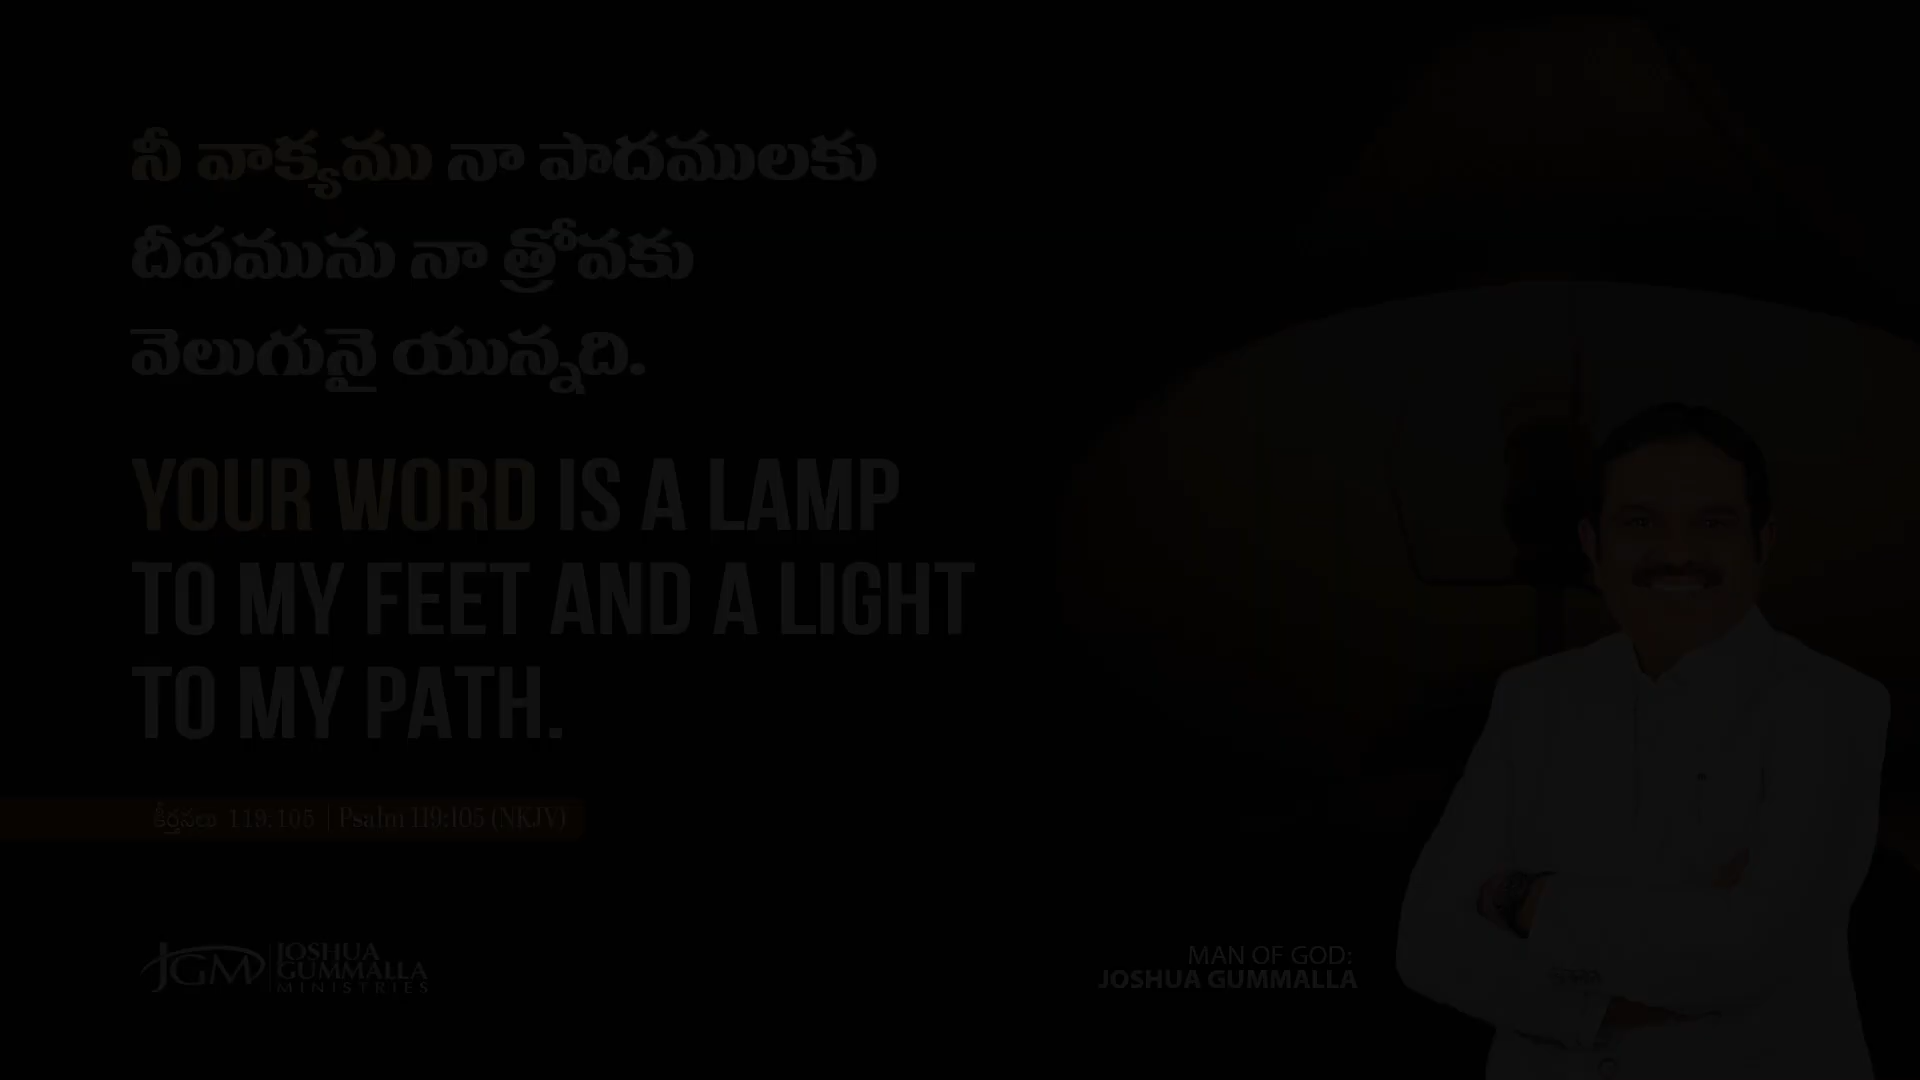 నీ వాక్యము నా పాదములకు
దీపమును నా త్రోవకు
వెలుగునై యున్నది.
YOUR WORD IS A LAMP
TO MY FEET AND A LIGHT
TO MY PATH.
కీర్తనలు 119:105 | Psalm 119:105 (NKJV)
JGM JOSHUA
GUMMALLA
MINISTRIES
MAN OF GOD:
JOSHUA GUMMALLA